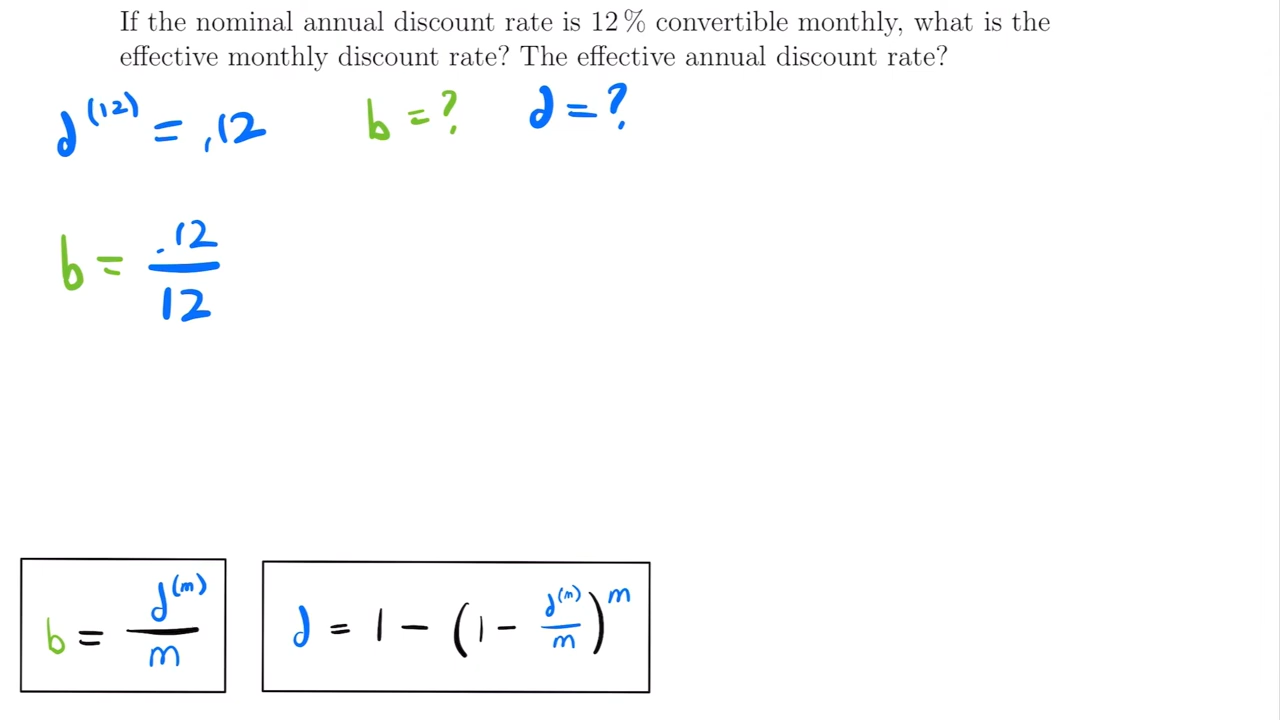 If the nominal annual discount rate is 12 % convertible monthly, what is the
effective monthly discount rate? The effective annual discount rate?
d^(12) = .12 b = ? d = ?
b = .12/12
b = d^(m)/m
d = 1 - (1 - d^(m)/m)^m